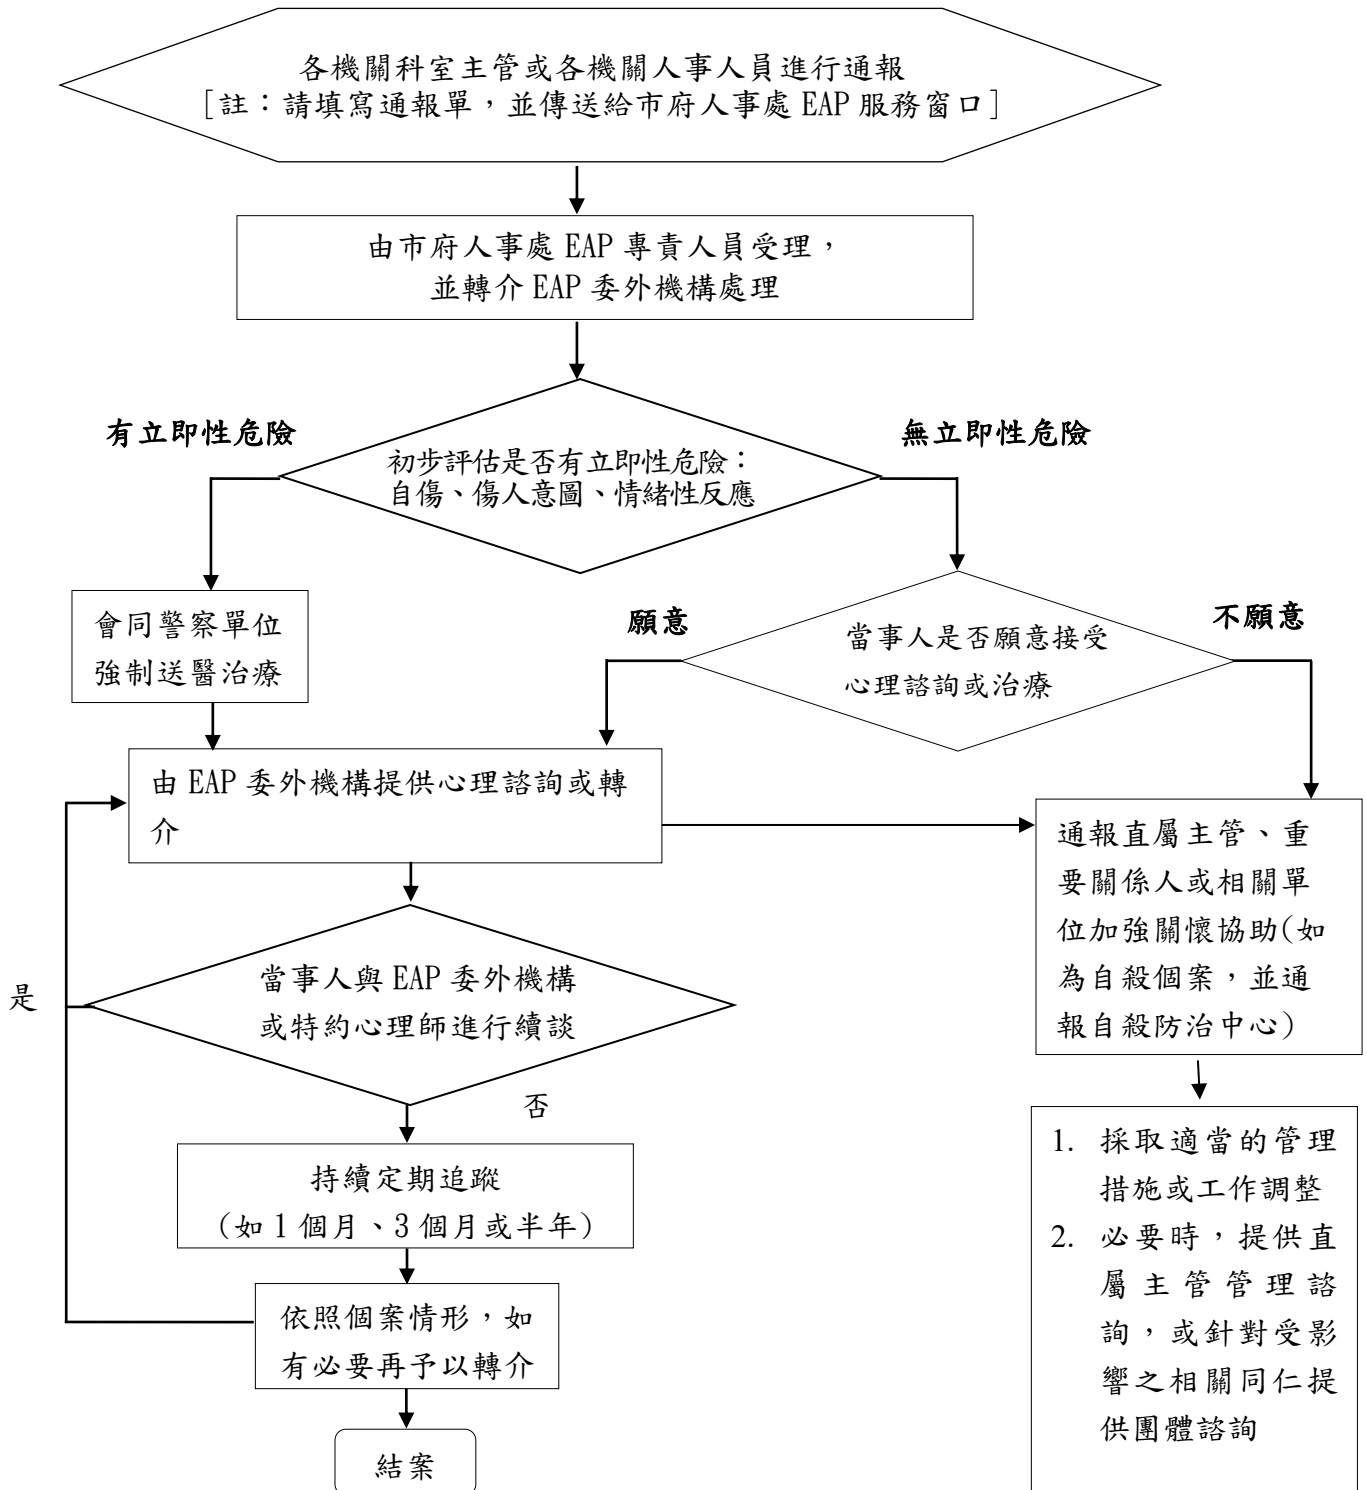 各機關科室主管或各機關人事人員進行通報
[註：請填寫通報單，並傳送給市府人事處 EAP 服務窗口]
由市府人事處 EAP 專責人員受理，
並轉介 EAP 委外機構處理
有立即性危險
無立即性危險
初步評估是否有立即性危險：
自傷、傷人意圖、情緒性反應
會同警察單位
強制送醫治療
願意
不願意
當事人是否願意接受
心理諮詢或治療
由 EAP 委外機構提供心理諮詢或轉
介
通報直屬主管、重
要關係人或相關單
位加強關懷協助(如
為自殺個案，並通
報自殺防治中心)
是
當事人與 EAP 委外機構
或特約心理師進行續談
否
持續定期追蹤
(如 1 個月、3 個月或半年)
依照個案情形，如
有必要再予以轉介
結案
1. 採取適當的管理
措施或工作調整
2. 必要時，提供直
屬主管管理諮
詢，或針對受影
響之相關同仁提
供團體諮詢